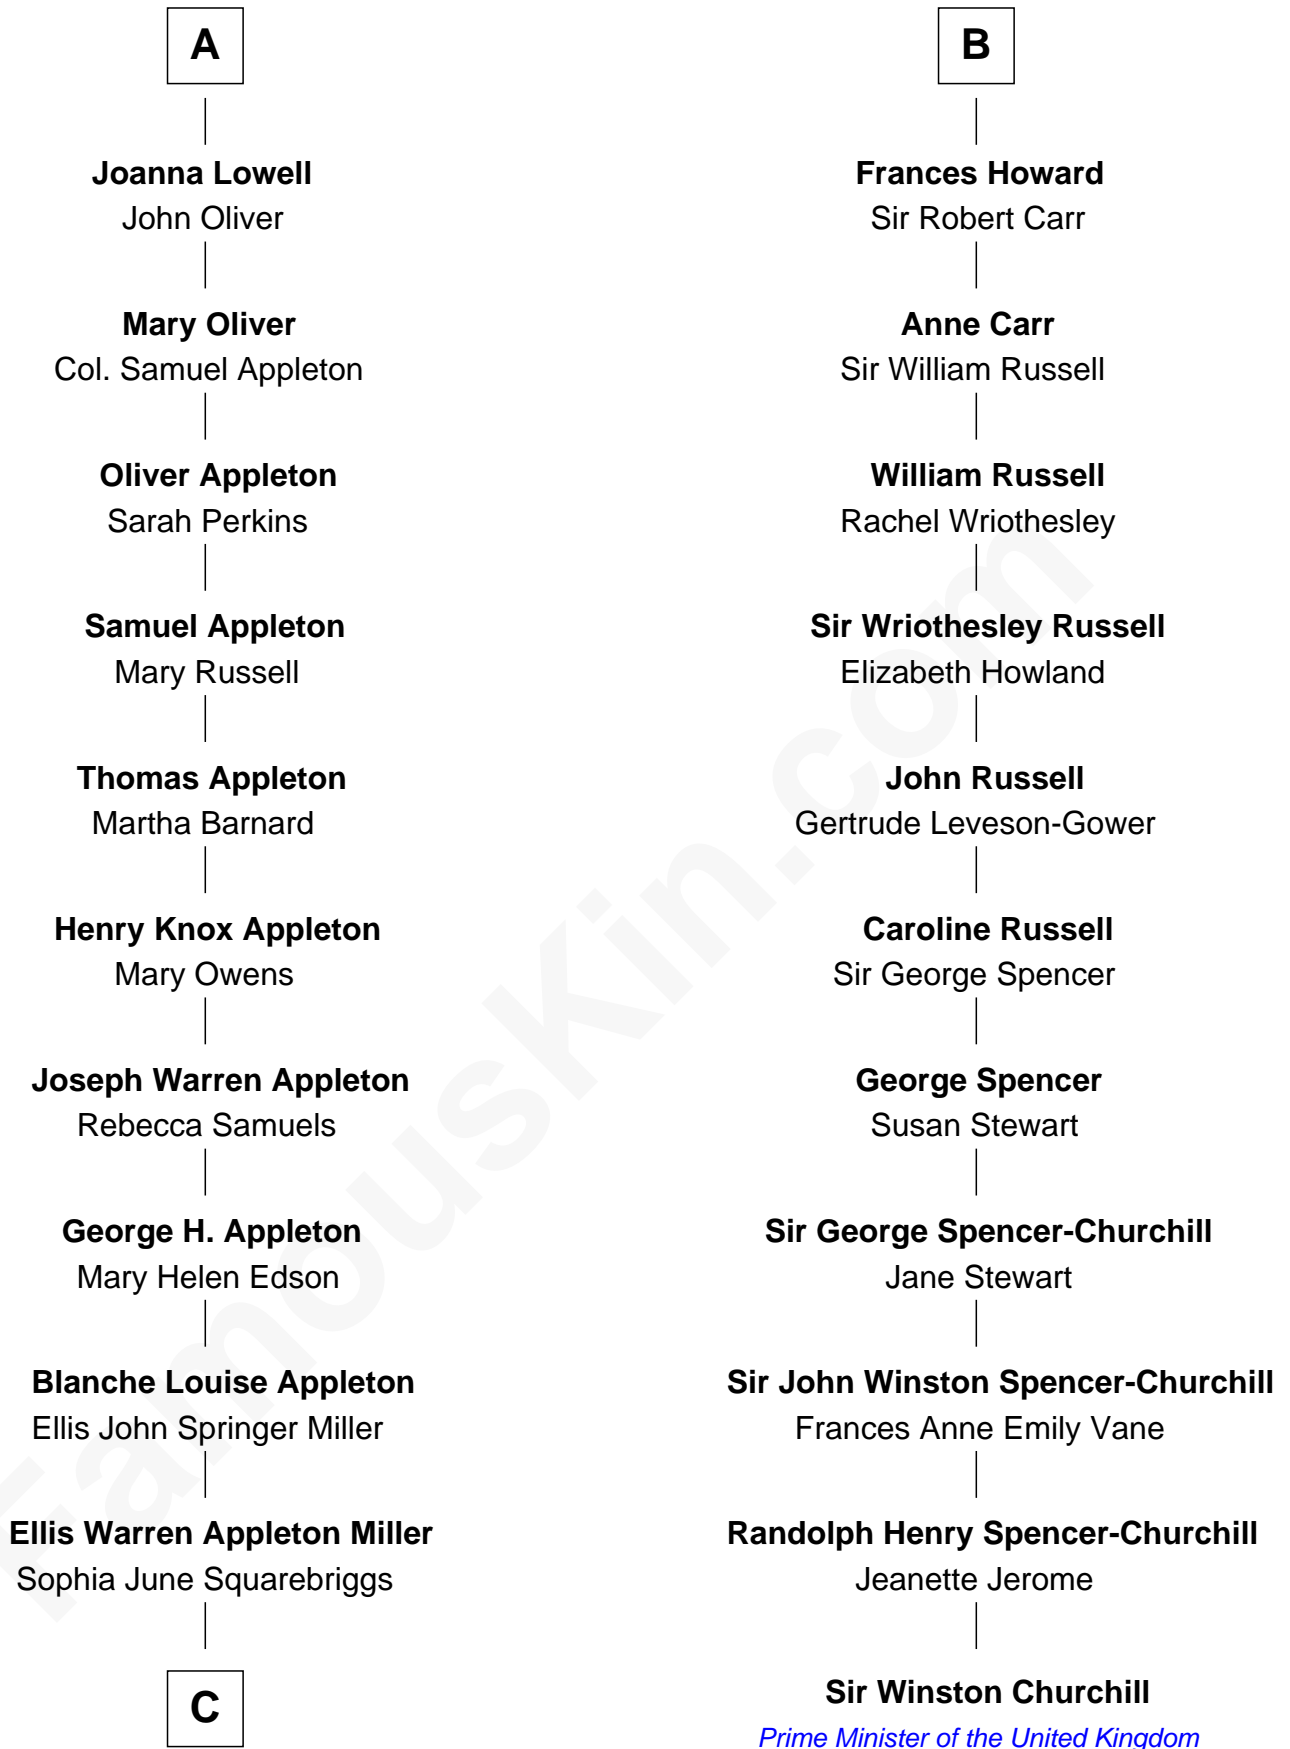 A
Joanna Lowell
John Oliver
Mary Oliver
Col. Samuel Appleton
Oliver Appleton
Sarah Perkins
Samuel Appleton
Mary Russell
Thomas Appleton
Martha Barnard
Henry Knox Appleton
Mary Owens
Joseph Warren Appleton
Rebecca Samuels
George H. Appleton
Mary Helen Edson
Blanche Louise Appleton
Ellis John Springer Miller
Ellis Warren Appleton Miller
Sophia June Squarebriggs
C
B
Frances Howard
Sir Robert Carr
Anne Carr
Sir William Russell
William Russell
Rachel Wriothesley
Sir Wriothesley Russell
Elizabeth Howland
John Russell
Gertrude Leveson-Gower
Caroline Russell
Sir George Spencer
George Spencer
Susan Stewart
Sir George Spencer-Churchill
Jane Stewart
Sir John Winston Spencer-Churchill
Frances Anne Emily Vane
Randolph Henry Spencer-Churchill
Jeanette Jerome
Sir Winston Churchill
Prime Minister of the United Kingdom
FamousKin.com